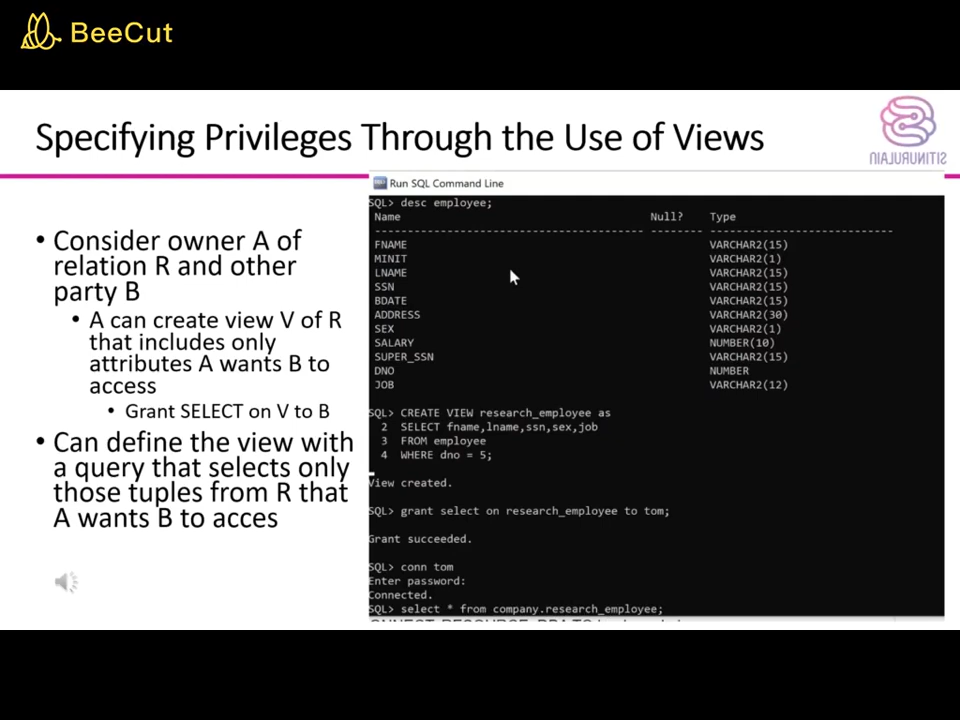 BeeCut
Specifying Privileges Through the Use of Views
SITINURULAIN
Run SQL Command Line
• Consider owner A of
relation R and other
party B
• A can create view V of R
that includes only
attributes A wants B to
access
• Grant SELECT on V to B
• Can define the view with
a query that selects only
those tuples from R that
A wants B to acces
SQL> desc employee;
Name Null? Type
----------------------------------------- -------- ----------------------------
FNAME VARCHAR2(15)
MINIT VARCHAR2(1)
LNAME VARCHAR2(15)
SSN VARCHAR2(15)
BDATE VARCHAR2(15)
ADDRESS VARCHAR2(30)
SEX VARCHAR2(1)
SALARY NUMBER(10)
SUPER_SSN VARCHAR2(15)
DNO NUMBER
JOB VARCHAR2(12)
SQL> CREATE VIEW research_employee as
2 SELECT fname,lname,ssn,sex,job
3 FROM employee
4 WHERE dno = 5;
View created.
SQL> grant select on research_employee to tom;
Grant succeeded.
SQL> conn tom
Enter password:
Connected.
SQL> select * from company.research_employee;